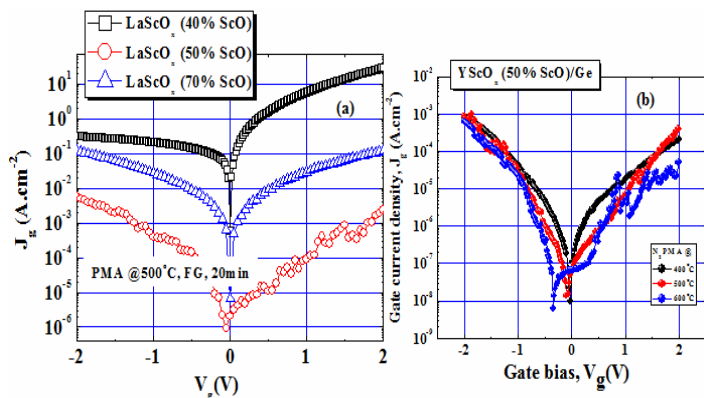 LaScOx (40% ScO)
LaScOx (50% ScO)
LaScOx (70% ScO)
(a)
Jg (A.cm-2)
10^1
10^0
10^-1
10^-2
10^-3
10^-4
10^-5
10^-6
PMA @500°C, FG, 20min
-2 -1 0 1 2
Vg(V)
YScOx (50% ScO)/Ge
(b)
Gate current density, Jg (A.cm-2)
10^-2
10^-3
10^-4
10^-5
10^-6
10^-7
10^-8
10^-9
N2 PMA @
400°C
500°C
600°C
-2 -1 0 1 2
Gate bias, Vg(V)